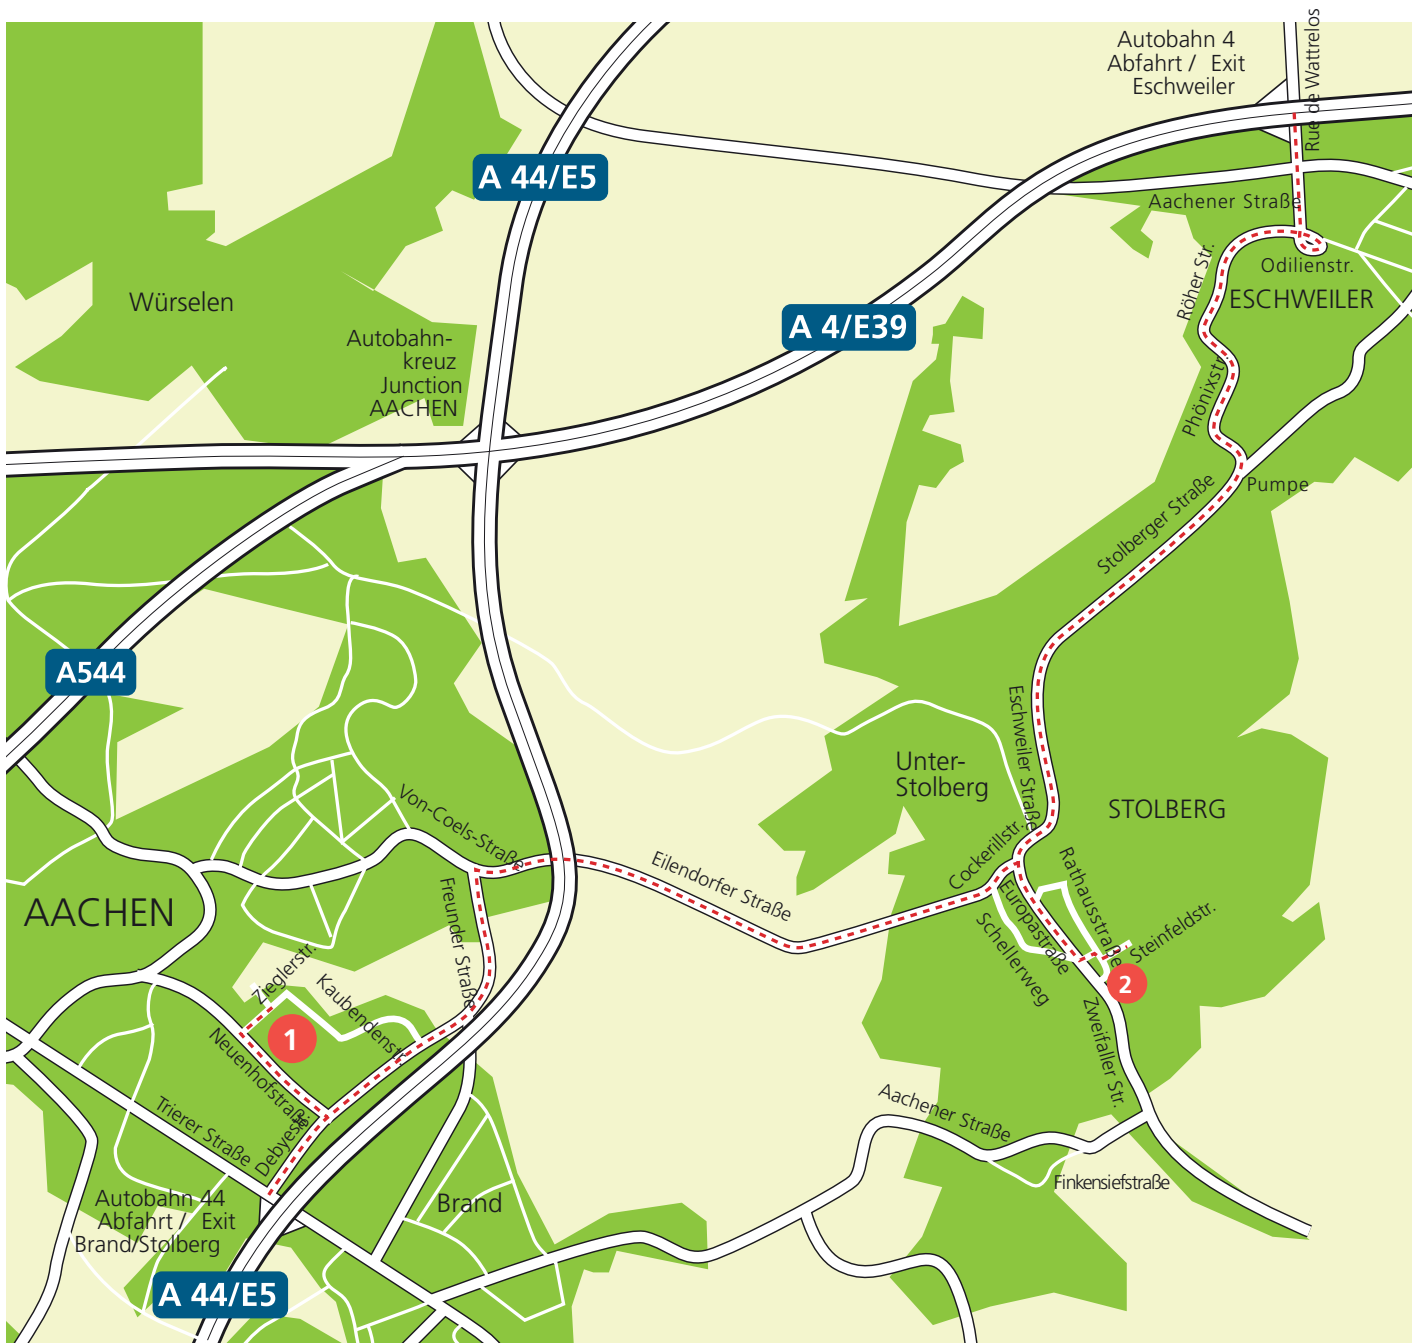 Autobahn 4
Abfahrt / Exit
Eschweiler
Rue de Wattrelos
A 44/E5
Aachener Straße
Röher Str.
Odilienstr.
ESCHWEILER
Würselen
A 4/E39
Autobahn-
kreuz
Junction
AACHEN
Phönixstr.
Pumpe
Stolberger Straße
A544
Eschweiler Straße
Unter-
Stolberg
STOLBERG
Von-Coels-Straße
Cockerillstr.
Eilendorfer Straße
Rathausstraße
Freunder Straße
Europastraße
Steinfeldstr.
AACHEN
Schellerweg
Zieglerstr.
Kaubendenstr.
2
1
Zweifaller Str.
Neuenhofstraße
Trierer Straße
Debyestr.
Aachener Straße
Finkensiefstraße
Autobahn 44
Abfahrt / Exit
Brand/Stolberg
Brand
A 44/E5